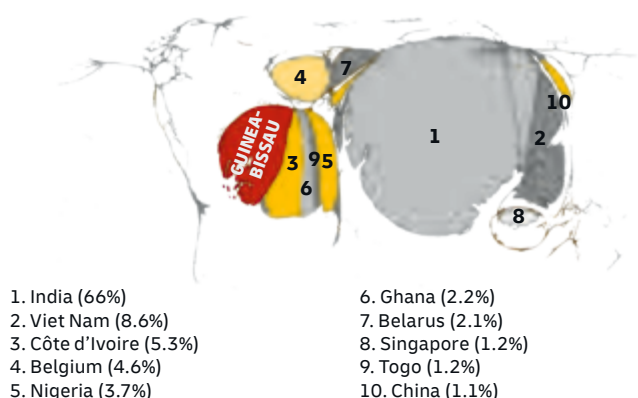 4
7
10
1
2
GUINEA-
BISSAU
3
9
5
6
8
1. India (66%)
2. Viet Nam (8.6%)
3. Côte d’Ivoire (5.3%)
4. Belgium (4.6%)
5. Nigeria (3.7%)
6. Ghana (2.2%)
7. Belarus (2.1%)
8. Singapore (1.2%)
9. Togo (1.2%)
10. China (1.1%)